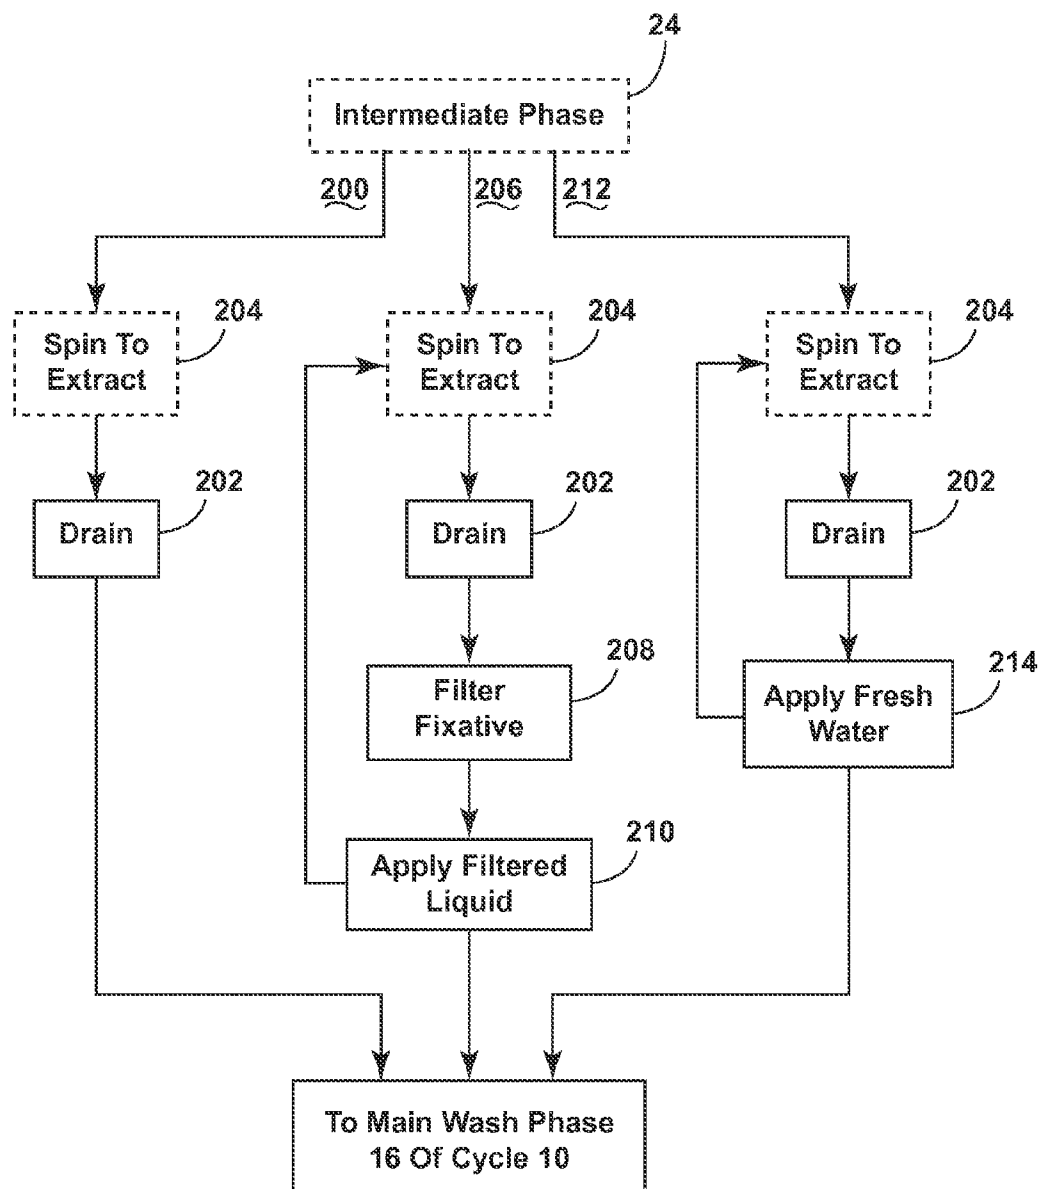 24
Intermediate Phase
200
206
212
204
204
204
Spin To
Extract
Spin To
Extract
Spin To
Extract
202
202
202
Drain
Drain
Drain
208
Filter
Fixative
214
Apply Fresh
Water
210
Apply Filtered
Liquid
To Main Wash Phase
16 Of Cycle 10